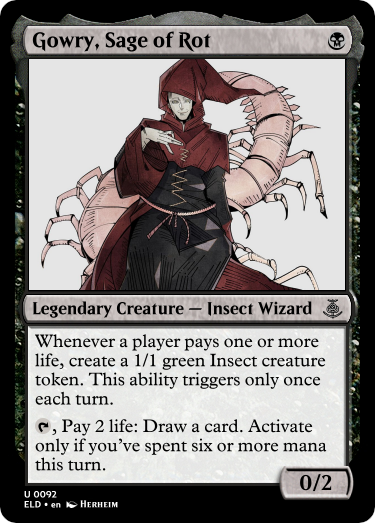 Gowry, Sage of Rot
Legendary Creature — Insect Wizard
Whenever a player pays one or more
life, create a 1/1 green Insect creature
token. This ability triggers only once
each turn.
, Pay 2 life: Draw a card. Activate
only if you've spent six or more mana
this turn.
0/2
U 0092
ELD • en Herheim